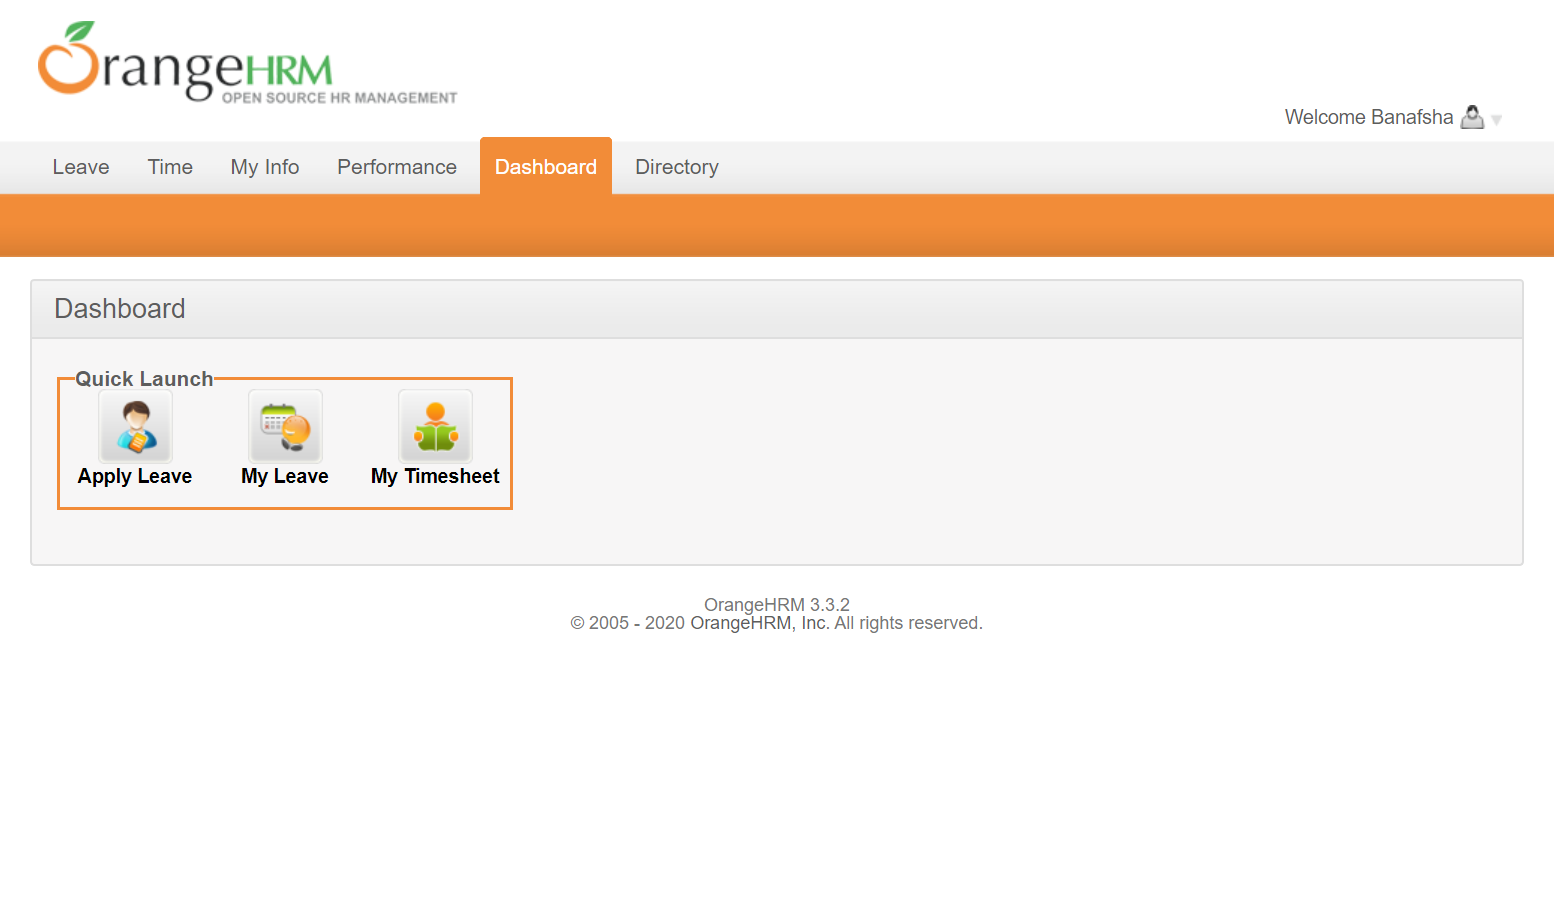 OrangeHRM
OPEN SOURCE HR MANAGEMENT
Welcome Banafsha
Leave Time My Info Performance Dashboard Directory
Dashboard
Quick Launch
Apply Leave My Leave My Timesheet
OrangeHRM 3.3.2
© 2005 - 2020 OrangeHRM, Inc. All rights reserved.